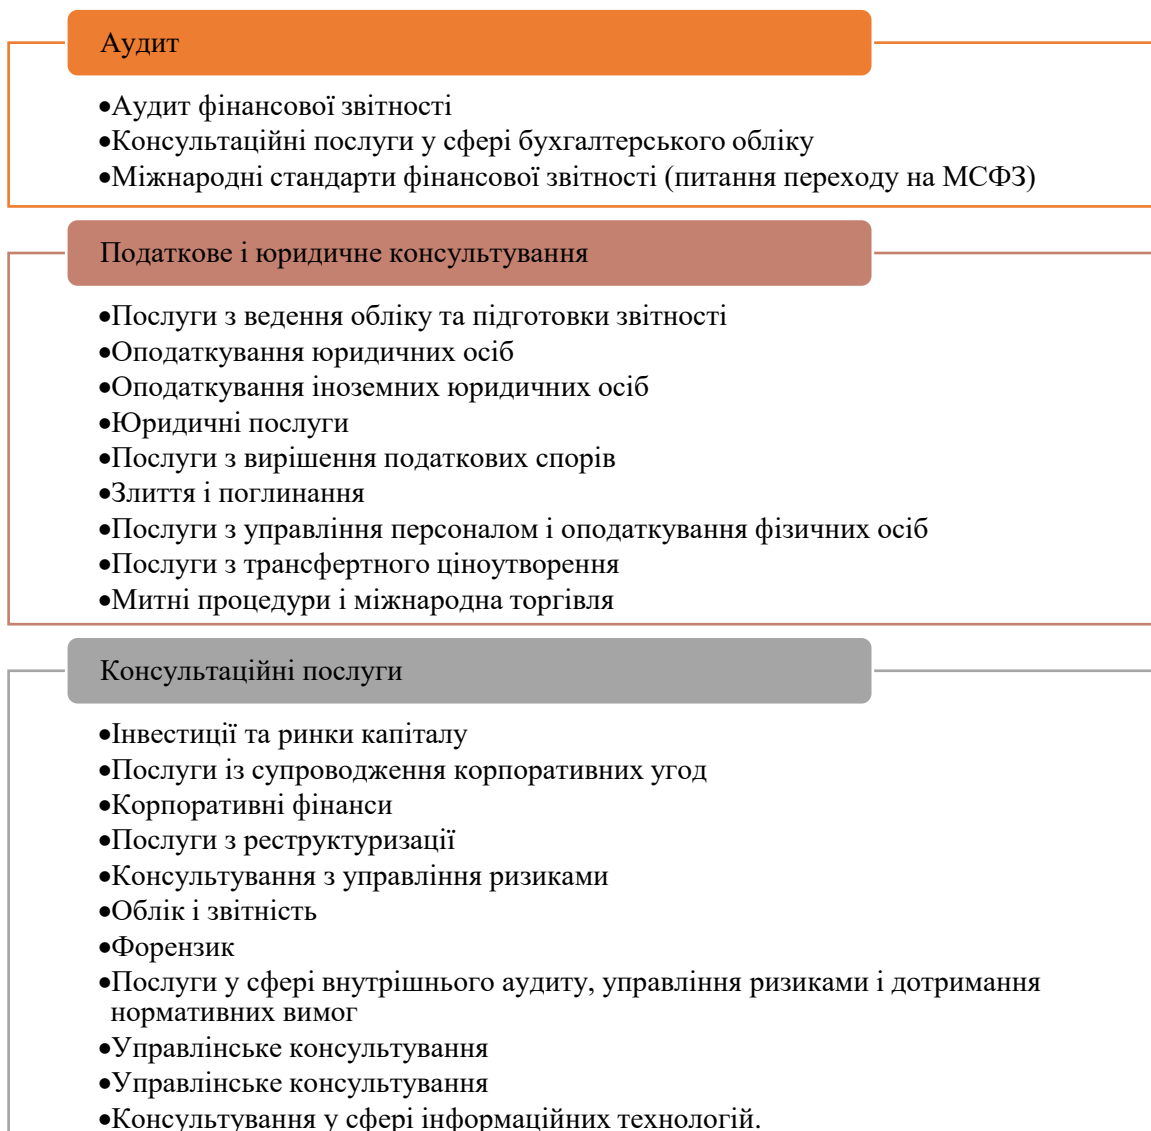 Аудит
•Аудит фінансової звітності
•Консультаційні послуги у сфері бухгалтерського обліку
•Міжнародні стандарти фінансової звітності (питання переходу на МСФЗ)
Податкове і юридичне консультування
•Послуги з ведення обліку та підготовки звітності
•Оподаткування юридичних осіб
•Оподаткування іноземних юридичних осіб
•Юридичні послуги
•Послуги з вирішення податкових спорів
•Злиття і поглинання
•Послуги з управління персоналом і оподаткування фізичних осіб
•Послуги з трансфертного ціноутворення
•Митні процедури і міжнародна торгівля
Консультаційні послуги
•Інвестиції та ринки капіталу
•Послуги із супроводження корпоративних угод
•Корпоративні фінанси
•Послуги з реструктуризації
•Консультування з управління ризиками
•Облік і звітність
•Форензик
•Послуги у сфері внутрішнього аудиту, управління ризиками і дотримання
нормативних вимог
•Управлінське консультування
•Управлінське консультування
•Консультування у сфері інформаційних технологій.